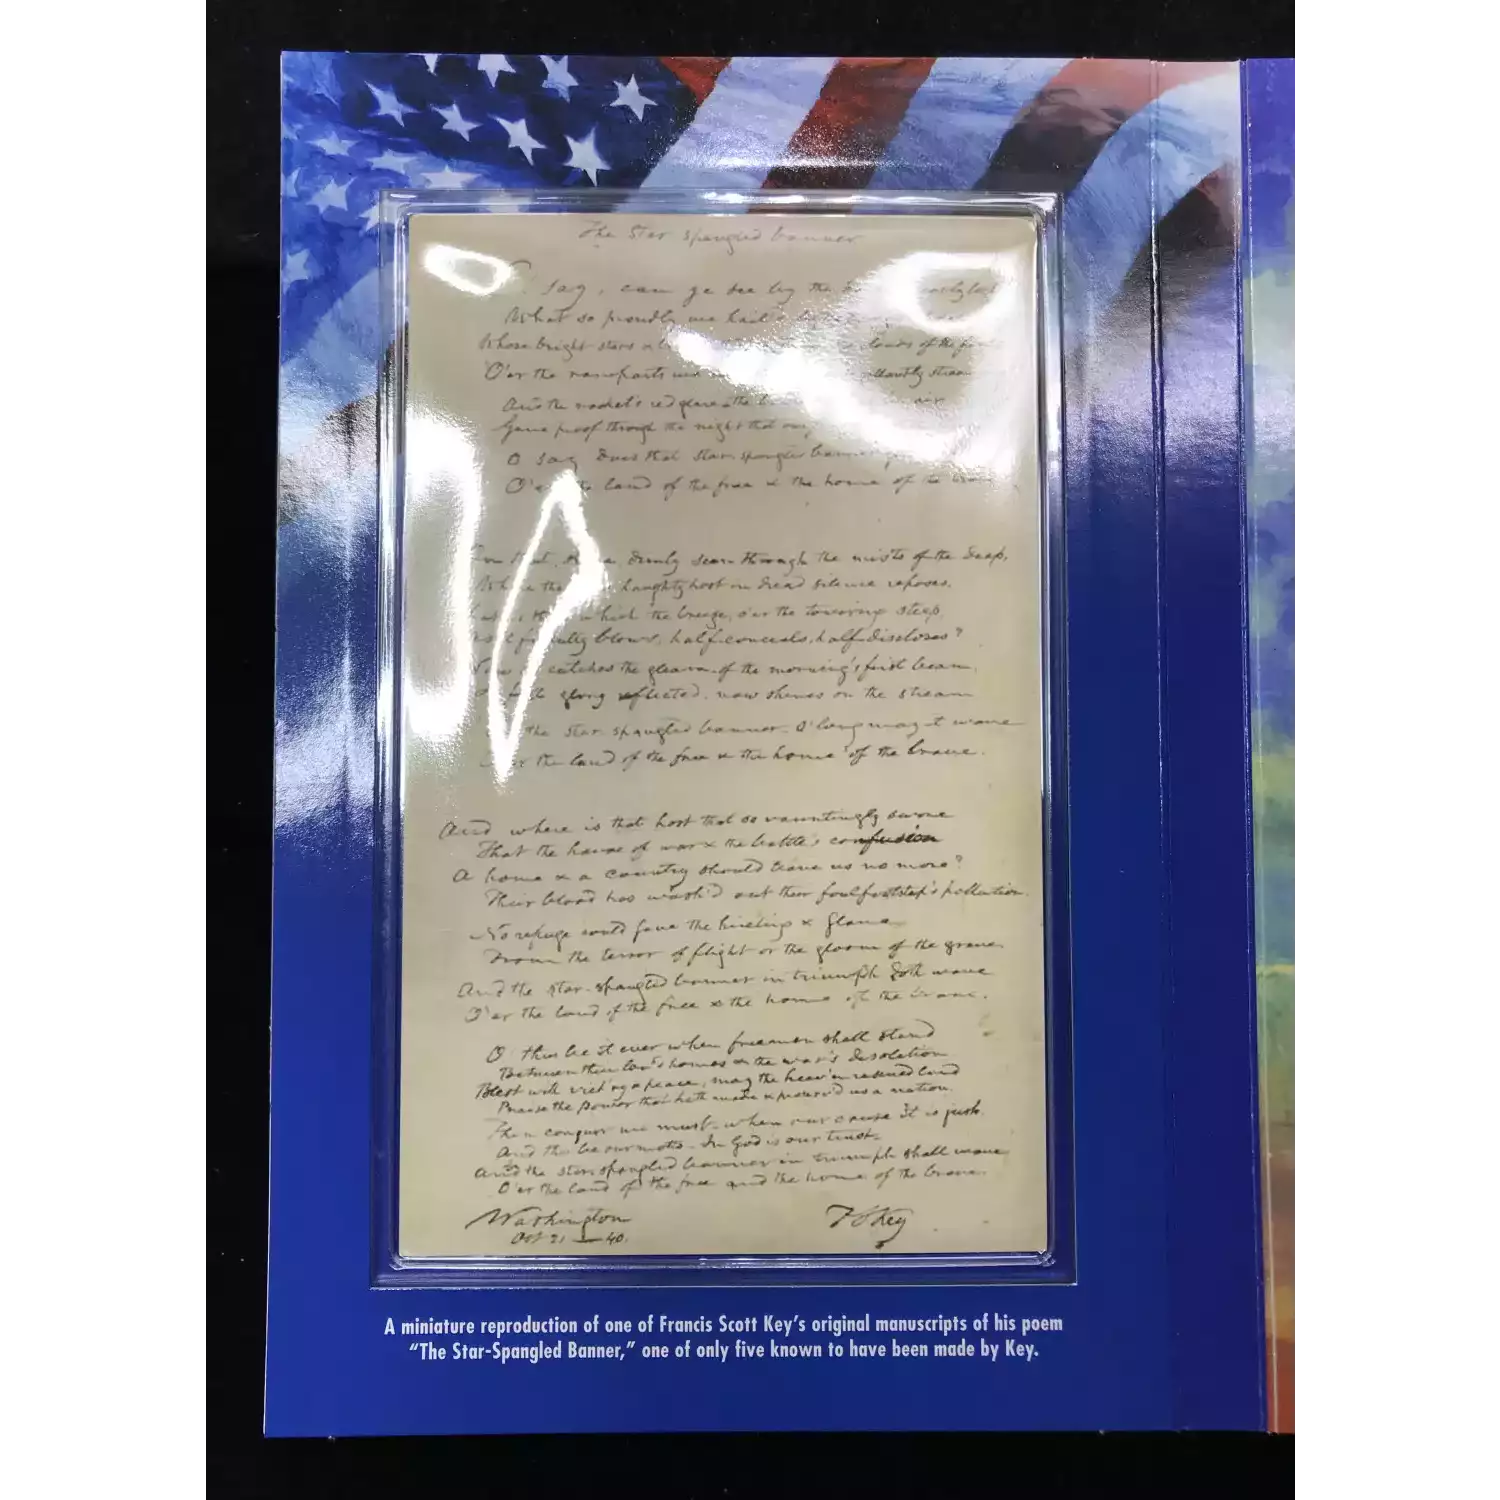 The Star spangled banner
O! say, can ye see by the
What so proudly we hail'd
Whose bright stars & clouds of the fight
O'er the ramparts we gallantly stream
And the rocket's red glare the air
Gave proof through the night that our
O say does that star spangled banner
O'er the land of the free & the home of the brave
dimly seen through the mists of the deep,
Where the haughty host in dread silence reposes,
which the breeze, o'er the towering steep,
blows, half conceals, half discloses?
Now it catches the gleam of the morning's first beam
glory reflected now shines on the stream
the star spangled banner O! long may it wave
the land of the free & the home of the brave.
And where is that host that so vauntingly swore
That the havoc of war & the battle's confusion
A home & a country should leave us no more?
Their blood has wash'd out their foul footstep's pollution.
No refuge could save the hireling & slave
From the terror of flight or the gloom of the grave
And the star-spangled banner in triumph doth wave
O'er the land of the free & the home of the brave.
O! thus be it ever when freemen shall stand
Between their lov'd homes & the war's desolation
Blest with vict'ry & peace, may the heav'n rescued land
Praise the power that hath made & preserv'd us a nation.
Then conquer we must when our cause it is just
And this be our motto - In God is our trust
And the star spangled banner in triumph shall wave
O'er the land of the free and the home of the brave.
Washington
F S Key
Oct 21 — 40.
A miniature reproduction of one of Francis Scott Key's original manuscripts of his poem
"The Star-Spangled Banner," one of only five known to have been made by Key.